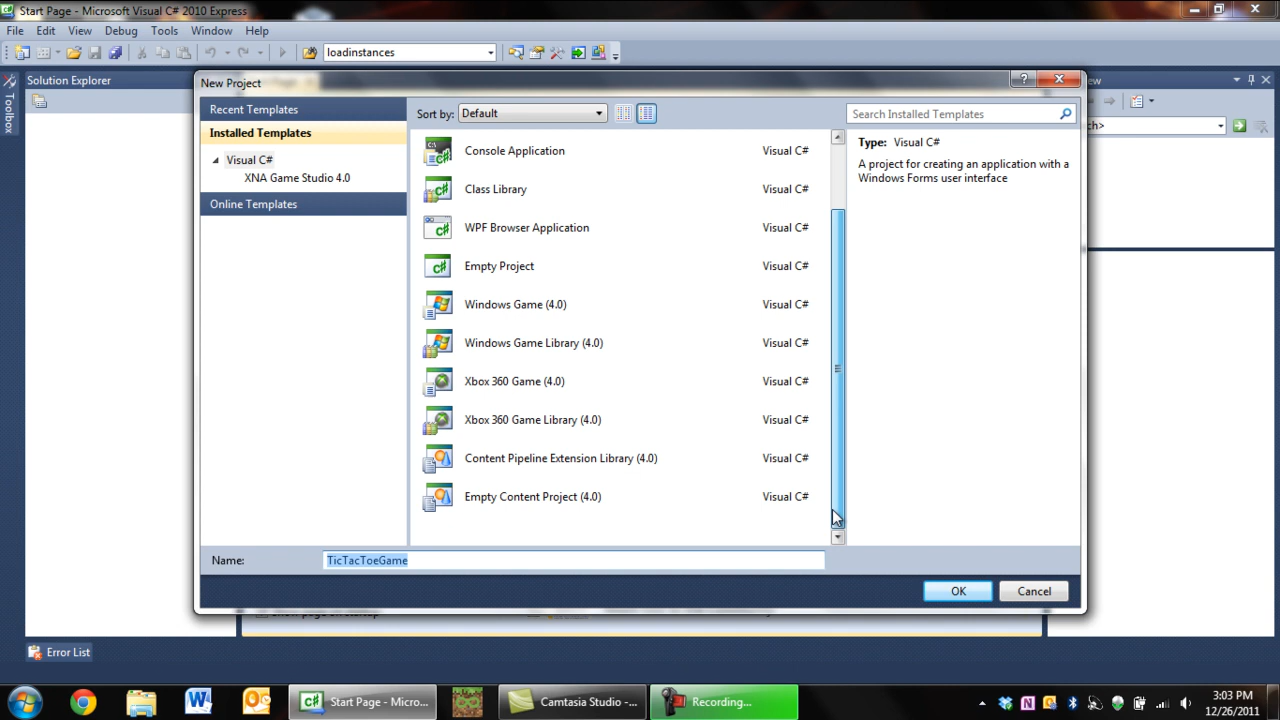 Start Page - Microsoft Visual C# 2010 Express
File Edit View Debug Tools Window Help
loadinstances
Solution Explorer
Toolbox
New Project
Recent Templates
Installed Templates
Visual C#
XNA Game Studio 4.0
Online Templates
Sort by: Default
Search Installed Templates
Console Application Visual C#
Class Library Visual C#
WPF Browser Application Visual C#
Empty Project Visual C#
Windows Game (4.0) Visual C#
Windows Game Library (4.0) Visual C#
Xbox 360 Game (4.0) Visual C#
Xbox 360 Game Library (4.0) Visual C#
Content Pipeline Extension Library (4.0) Visual C#
Empty Content Project (4.0) Visual C#
Type: Visual C#
A project for creating an application with a
Windows Forms user interface
Name: TicTacToeGame
OK Cancel
Error List
Start Page - Micro...
Camtasia Studio -...
Recording...
3:03 PM
12/26/2011